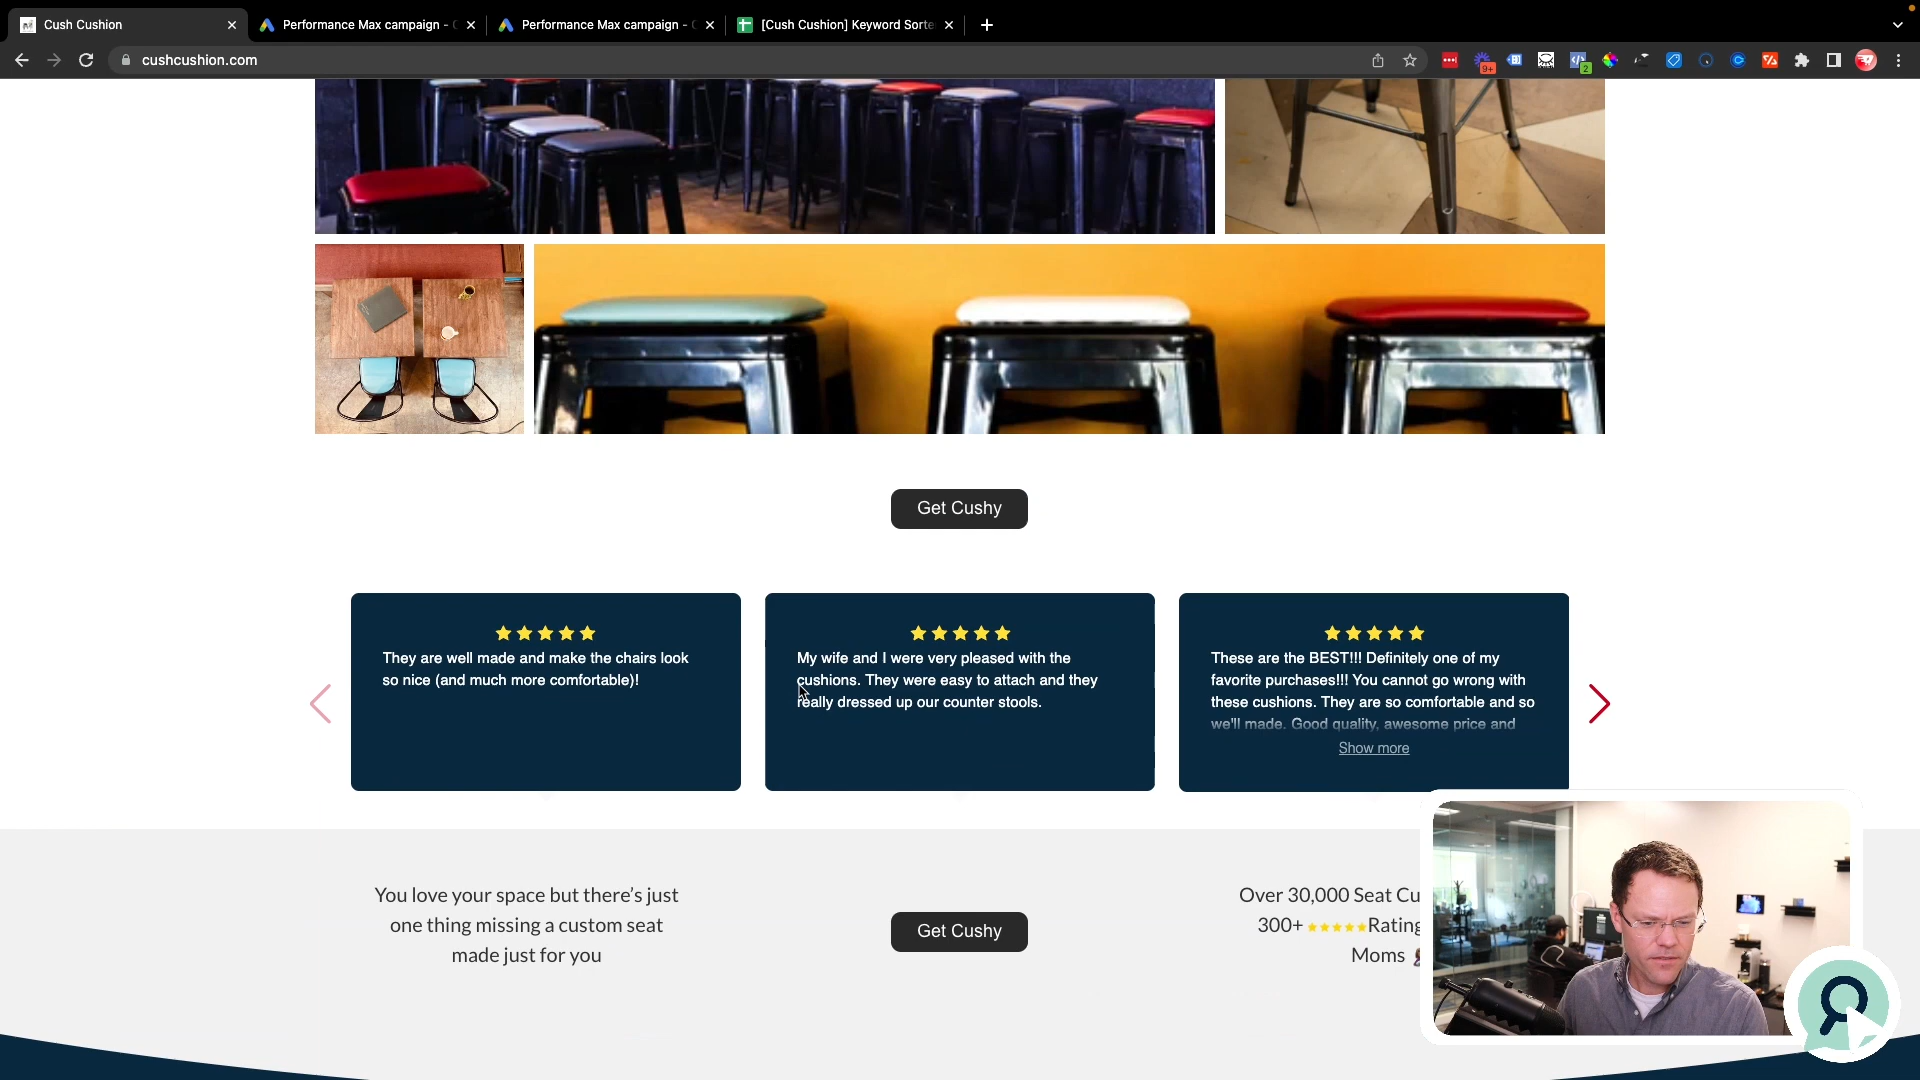 Cush Cushion
Performance Max campaign -
Performance Max campaign -
[Cush Cushion] Keyword Sorte
cushcushion.com
9+
2
Get Cushy
They are well made and make the chairs look
so nice (and much more comfortable)!
My wife and I were very pleased with the
cushions. They were easy to attach and they
really dressed up our counter stools.
These are the BEST!!! Definitely one of my
favorite purchases!!! You cannot go wrong with
these cushions. They are so comfortable and so
we'll made. Good quality, awesome price and
Show more
You love your space but there’s just
one thing missing a custom seat
made just for you
Get Cushy
Over 30,000 Seat Cu
300+ ★★★★★Rating
Moms